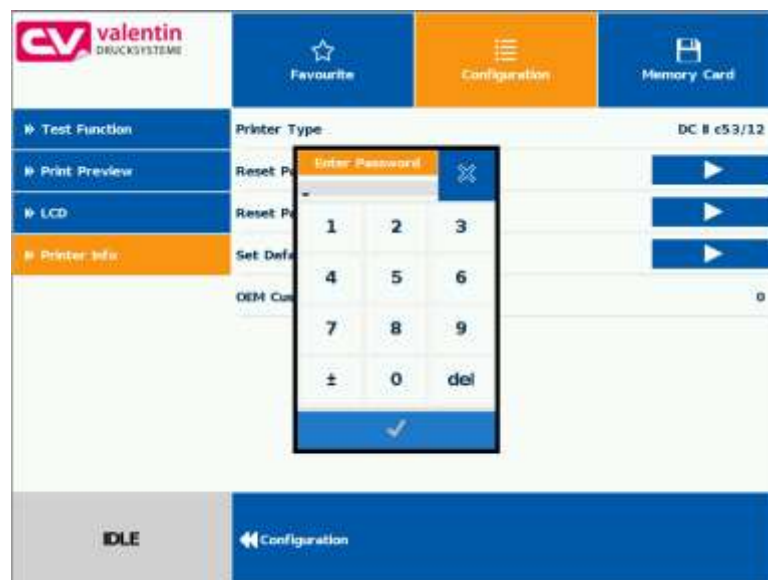 CV valentin
DRUCKSYSTEME
Favourite
Configuration
Memory Card
Test Function
Printer Type
DC II c53/12
Print Preview
Reset
LCD
Reset
Printer Info
Set
OEM
0
Enter Password
1 2 3
4 5 6
7 8 9
± 0 del
IDLE
Configuration